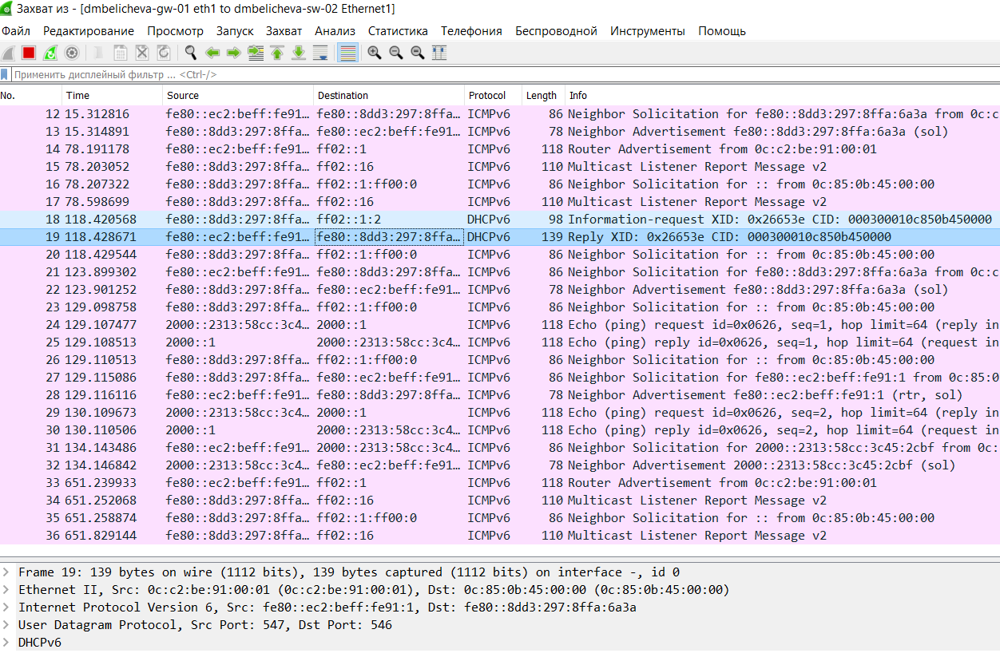 Захват из - [dmbelicheva-gw-01 eth1 to dmbelicheva-sw-02 Ethernet1]
Файл Редактирование Просмотр Запуск Захват Анализ Статистика Телефония Беспроводной Инструменты Помощь
Применить дисплейный фильтр ... <Ctrl-/>
No. Time Source Destination Protocol Length Info
12 15.312816 fe80::ec2:beff:fe91… fe80::8dd3:297:8ffa… ICMPv6 86 Neighbor Solicitation for fe80::8dd3:297:8ffa:6a3a from 0c:c
13 15.314891 fe80::8dd3:297:8ffa… fe80::ec2:beff:fe91… ICMPv6 78 Neighbor Advertisement fe80::8dd3:297:8ffa:6a3a (sol)
14 78.191178 fe80::ec2:beff:fe91… ff02::1 ICMPv6 118 Router Advertisement from 0c:c2:be:91:00:01
15 78.203052 fe80::8dd3:297:8ffa… ff02::16 ICMPv6 110 Multicast Listener Report Message v2
16 78.207322 fe80::8dd3:297:8ffa… ff02::1:ff00:0 ICMPv6 86 Neighbor Solicitation for :: from 0c:85:0b:45:00:00
17 78.598699 fe80::8dd3:297:8ffa… ff02::16 ICMPv6 110 Multicast Listener Report Message v2
18 118.420568 fe80::8dd3:297:8ffa… ff02::1:2 DHCPv6 98 Information-request XID: 0x26653e CID: 000300010c850b450000
19 118.428671 fe80::ec2:beff:fe91… fe80::8dd3:297:8ffa… DHCPv6 139 Reply XID: 0x26653e CID: 000300010c850b450000
20 118.429544 fe80::8dd3:297:8ffa… ff02::1:ff00:0 ICMPv6 86 Neighbor Solicitation for :: from 0c:85:0b:45:00:00
21 123.899302 fe80::ec2:beff:fe91… fe80::8dd3:297:8ffa… ICMPv6 86 Neighbor Solicitation for fe80::8dd3:297:8ffa:6a3a from 0c:c
22 123.901252 fe80::8dd3:297:8ffa… fe80::ec2:beff:fe91… ICMPv6 78 Neighbor Advertisement fe80::8dd3:297:8ffa:6a3a (sol)
23 129.098758 fe80::8dd3:297:8ffa… ff02::1:ff00:0 ICMPv6 86 Neighbor Solicitation for :: from 0c:85:0b:45:00:00
24 129.107477 2000::2313:58cc:3c4… 2000::1 ICMPv6 118 Echo (ping) request id=0x0626, seq=1, hop limit=64 (reply in
25 129.108513 2000::1 2000::2313:58cc:3c4… ICMPv6 118 Echo (ping) reply id=0x0626, seq=1, hop limit=64 (request in
26 129.110513 fe80::8dd3:297:8ffa… ff02::1:ff00:0 ICMPv6 86 Neighbor Solicitation for :: from 0c:85:0b:45:00:00
27 129.115086 fe80::8dd3:297:8ffa… fe80::ec2:beff:fe91… ICMPv6 86 Neighbor Solicitation for fe80::ec2:beff:fe91:1 from 0c:85:0
28 129.116116 fe80::ec2:beff:fe91… fe80::8dd3:297:8ffa… ICMPv6 78 Neighbor Advertisement fe80::ec2:beff:fe91:1 (rtr, sol)
29 130.109673 2000::2313:58cc:3c4… 2000::1 ICMPv6 118 Echo (ping) request id=0x0626, seq=2, hop limit=64 (reply in
30 130.110506 2000::1 2000::2313:58cc:3c4… ICMPv6 118 Echo (ping) reply id=0x0626, seq=2, hop limit=64 (request in
31 134.143486 fe80::ec2:beff:fe91… 2000::2313:58cc:3c4… ICMPv6 86 Neighbor Solicitation for 2000::2313:58cc:3c45:2cbf from 0c:
32 134.146842 2000::2313:58cc:3c4… fe80::ec2:beff:fe91… ICMPv6 78 Neighbor Advertisement 2000::2313:58cc:3c45:2cbf (sol)
33 651.239933 fe80::ec2:beff:fe91… ff02::1 ICMPv6 118 Router Advertisement from 0c:c2:be:91:00:01
34 651.252068 fe80::8dd3:297:8ffa… ff02::16 ICMPv6 110 Multicast Listener Report Message v2
35 651.258874 fe80::8dd3:297:8ffa… ff02::1:ff00:0 ICMPv6 86 Neighbor Solicitation for :: from 0c:85:0b:45:00:00
36 651.829144 fe80::8dd3:297:8ffa… ff02::16 ICMPv6 110 Multicast Listener Report Message v2
Frame 19: 139 bytes on wire (1112 bits), 139 bytes captured (1112 bits) on interface -, id 0
Ethernet II, Src: 0c:c2:be:91:00:01 (0c:c2:be:91:00:01), Dst: 0c:85:0b:45:00:00 (0c:85:0b:45:00:00)
Internet Protocol Version 6, Src: fe80::ec2:beff:fe91:1, Dst: fe80::8dd3:297:8ffa:6a3a
User Datagram Protocol, Src Port: 547, Dst Port: 546
DHCPv6